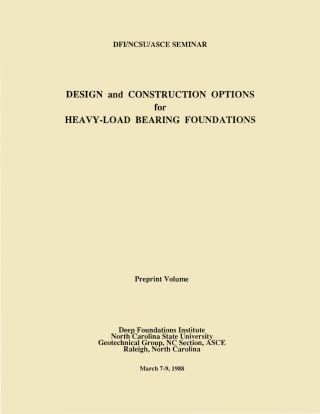 DFI/NCSU/ASCE SEMINAR
DESIGN and CONSTRUCTION OPTIONS
for
HEAVY-LOAD BEARING FOUNDATIONS
Preprint Volume
Deep Foundations Institute
North Carolina State University
Geotechnical Group, NC Section, ASCE
Raleigh, North Carolina
March 7-9, 1988